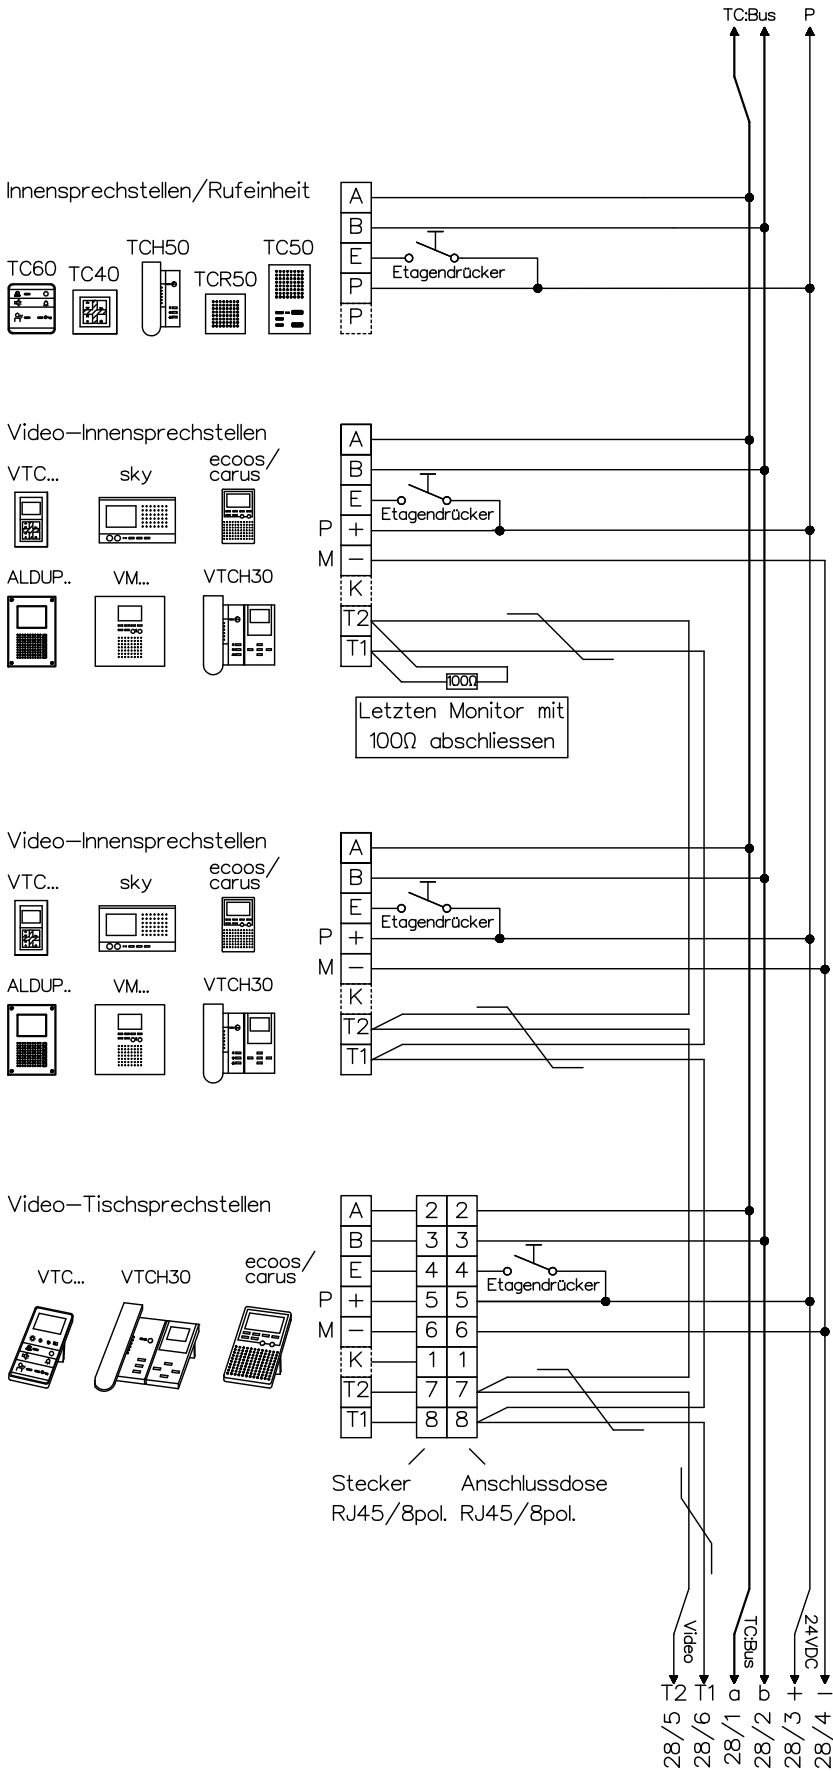 TC:Bus P
Innensprechstellen/Rufeinheit
TC60 TC40 TCH50 TCR50 TC50
A
B
E
Etagendrücker
P
P
Video-Innensprechstellen
VTC... sky ecoos/
carus
ALDUP.. VM... VTCH30
A
B
E
Etagendrücker
P +
M -
K
T2
T1
100Ω
Letzten Monitor mit
100Ω abschliessen
Video-Innensprechstellen
VTC... sky ecoos/
carus
ALDUP.. VM... VTCH30
A
B
E
Etagendrücker
P +
M -
K
T2
T1
Video-Tischsprechstellen
VTC... VTCH30 ecoos/
carus
A 2 2
B 3 3
E 4 4
Etagendrücker
P + 5 5
M - 6 6
K 1 1
T2 7 7
T1 8 8
Stecker
RJ45/8pol.
Anschlussdose
RJ45/8pol.
Video TC:Bus 24VDC
T2 T1 a b + -
28/5 28/6 28/1 28/2 28/3 28/4